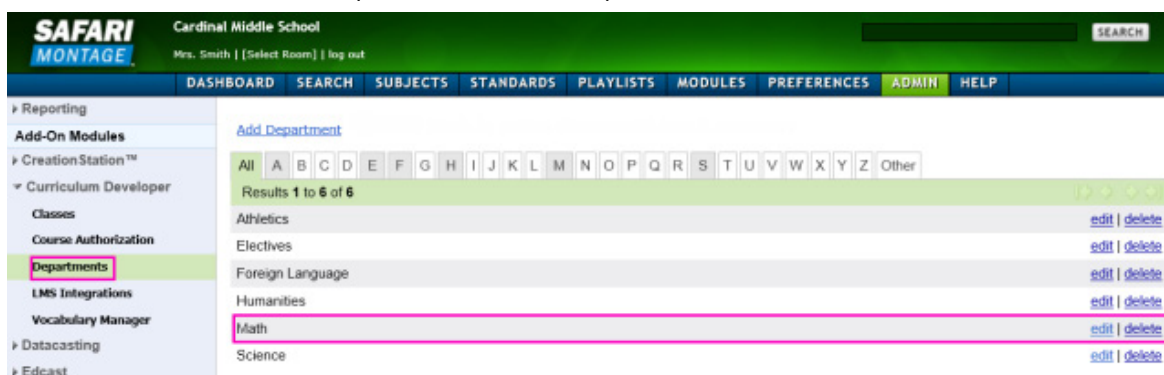 SAFARI
MONTAGE
Cardinal Middle School
Mrs. Smith | [Select Room] | log out
SEARCH
DASHBOARD SEARCH SUBJECTS STANDARDS PLAYLISTS MODULES PREFERENCES ADMIN HELP
Reporting
Add-On Modules
CreationStation™
Curriculum Developer
Classes
Course Authorization
Departments
LMS Integrations
Vocabulary Manager
Datacasting
Edcast
Add Department
All A B C D E F G H I J K L M N O P Q R S T U V W X Y Z Other
Results 1 to 6 of 6
Athletics edit | delete
Electives edit | delete
Foreign Language edit | delete
Humanities edit | delete
Math edit | delete
Science edit | delete